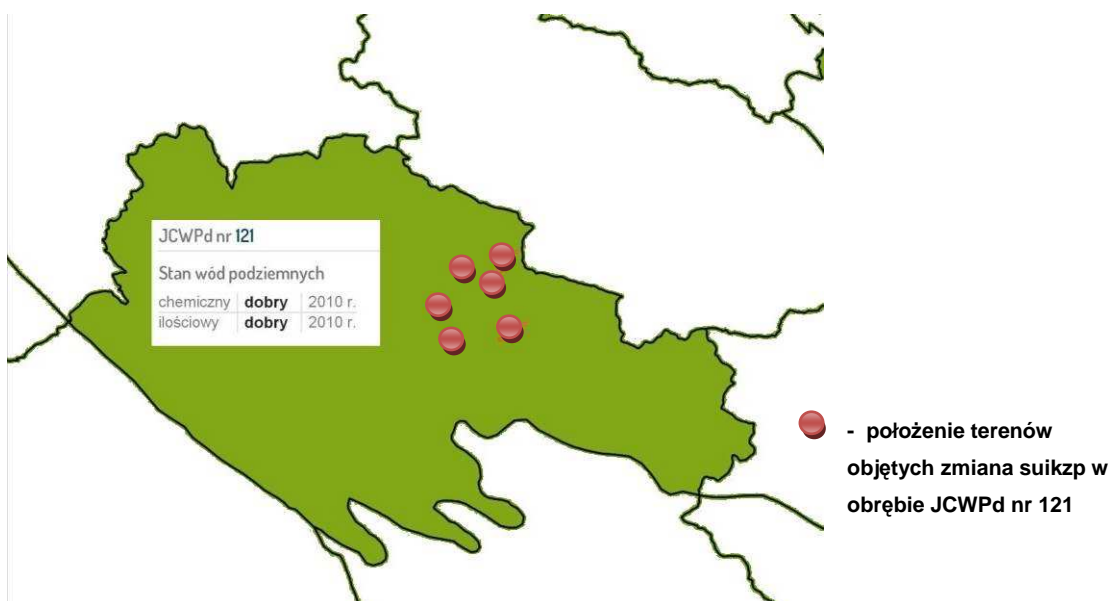 JCWPd nr 121
Stan wód podziemnych
chemiczny dobry 2010 r.
ilościowy dobry 2010 r.
- położenie terenów
objętych zmiana suikzp w
obrębie JCWPd nr 121